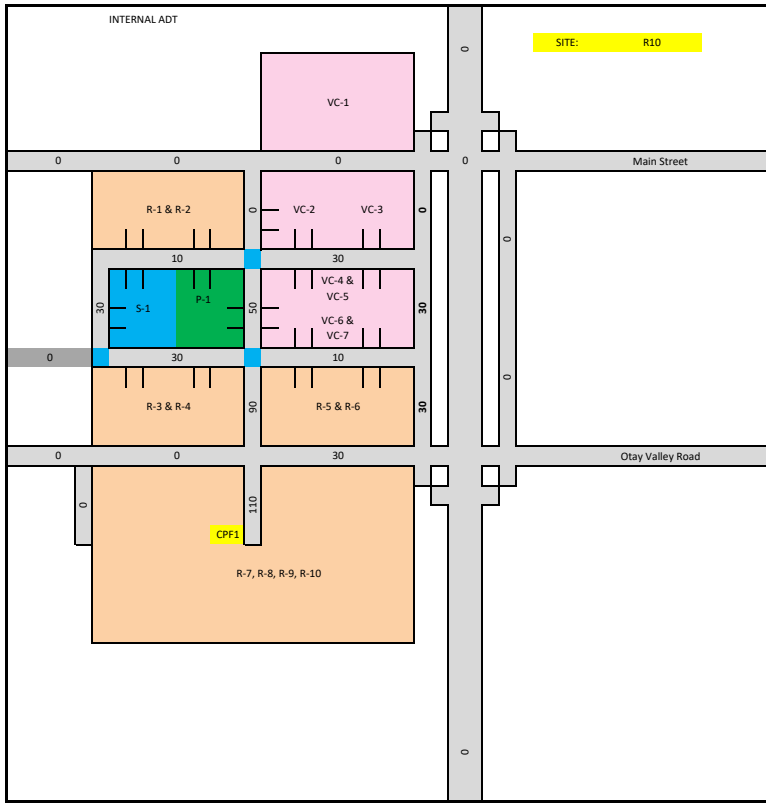 INTERNAL ADT
SITE: R10
0
VC-1
0 0 0 0 Main Street
R-1 & R-2
0
VC-2 VC-3
0
0
10 30
30
S-1
P-1
50
VC-4 &
VC-5
VC-6 &
VC-7
30
0 30 10
0
R-3 & R-4
90
R-5 & R-6
30
0 0 30 Otay Valley Road
0
110
CPF1
R-7, R-8, R-9, R-10
0